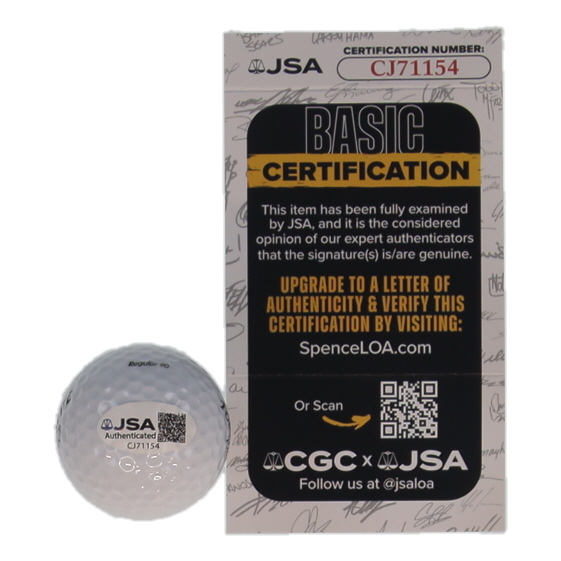 LARRY HAMA
CERTIFICATION NUMBER:
JSA
CJ71154
BASIC
CERTIFICATION
This item has been fully examined
by JSA, and it is the considered
opinion of our expert authenticators
that the signature(s) is/are genuine.
UPGRADE TO A LETTER OF
AUTHENTICITY & VERIFY THIS
CERTIFICATION BY VISITING:
SpenceLOA.com
Or Scan
CGC x JSA
Follow us at @jsaloa
JSA
Authenticated
CJ71154